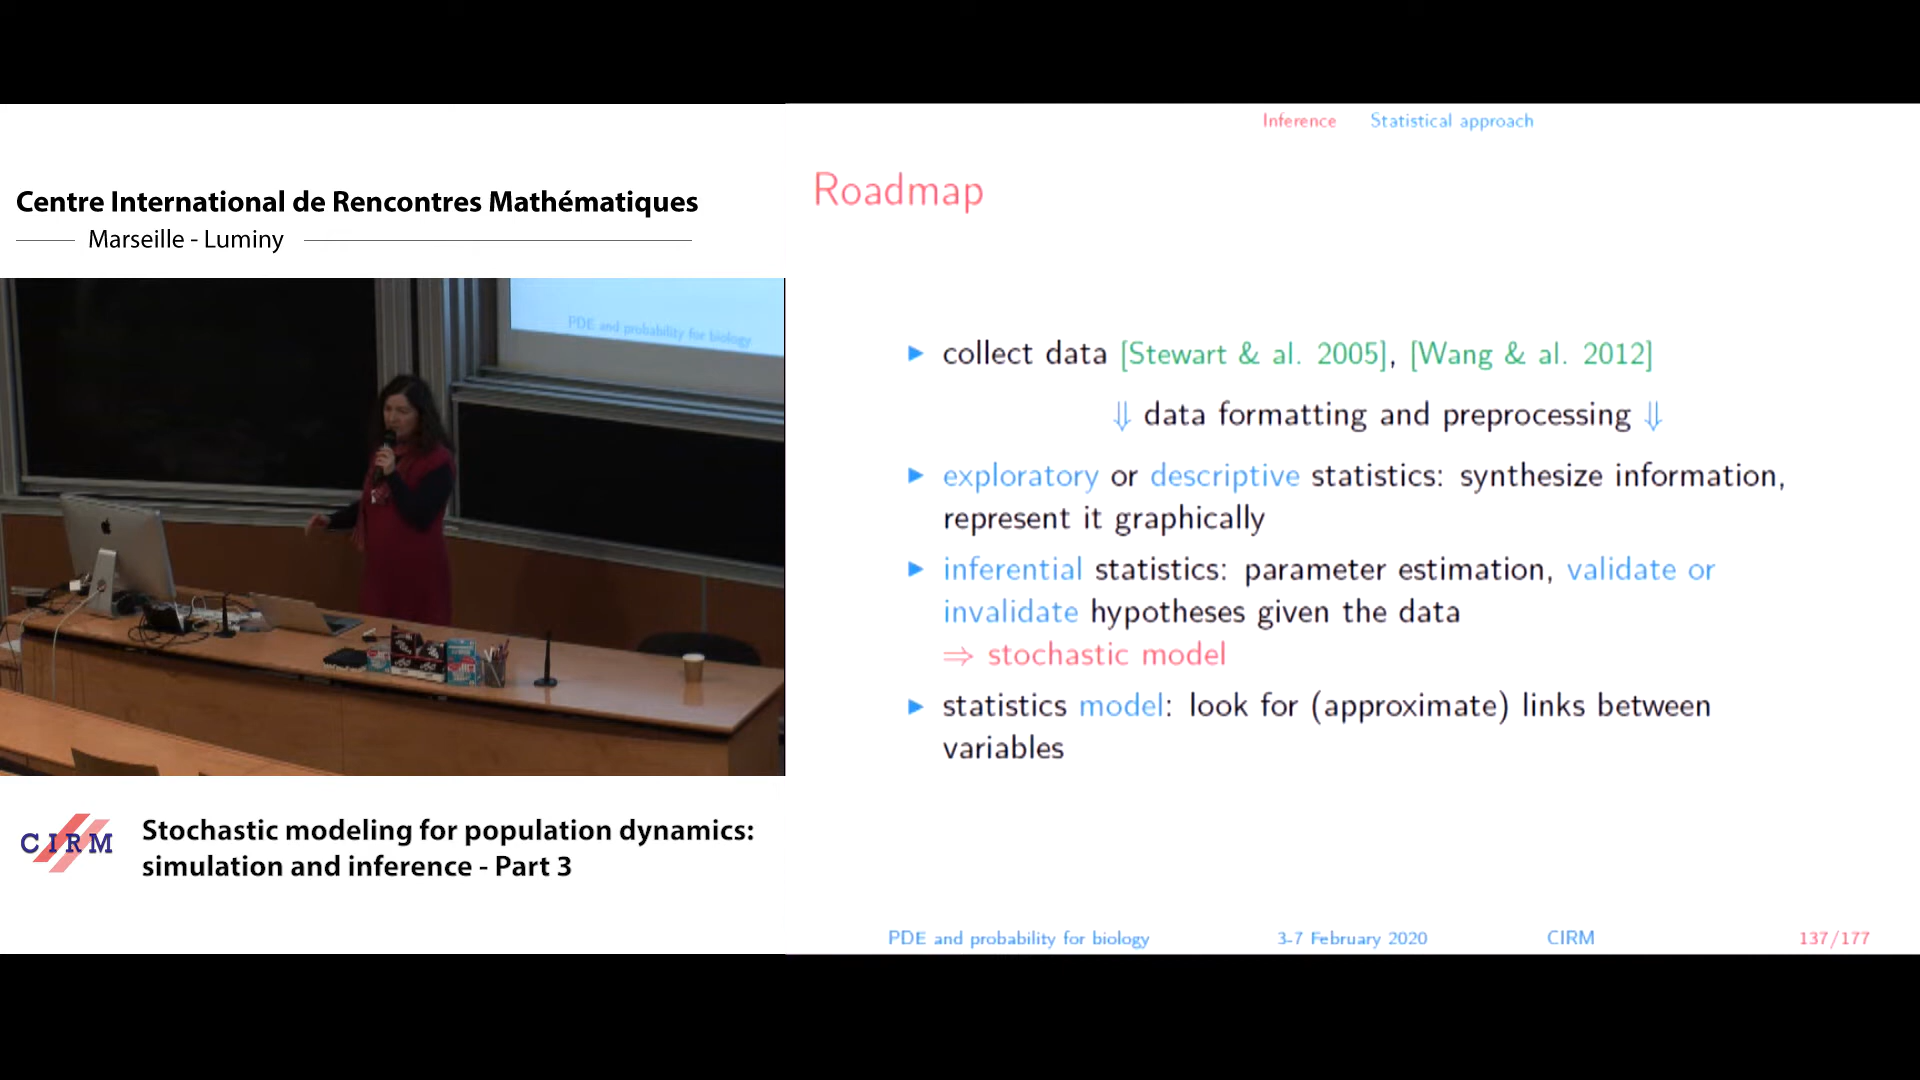 Centre International de Rencontres Mathématiques
Marseille - Luminy
PDE and probability for biology
CIRM
Stochastic modeling for population dynamics:
simulation and inference - Part 3
Inference Statistical approach
Roadmap
▶ collect data [Stewart & al. 2005], [Wang & al. 2012]
⇓ data formatting and preprocessing ⇓
▶ exploratory or descriptive statistics: synthesize information,
represent it graphically
▶ inferential statistics: parameter estimation, validate or
invalidate hypotheses given the data
⇒ stochastic model
▶ statistics model: look for (approximate) links between
variables
PDE and probability for biology 3-7 February 2020 CIRM 137/177